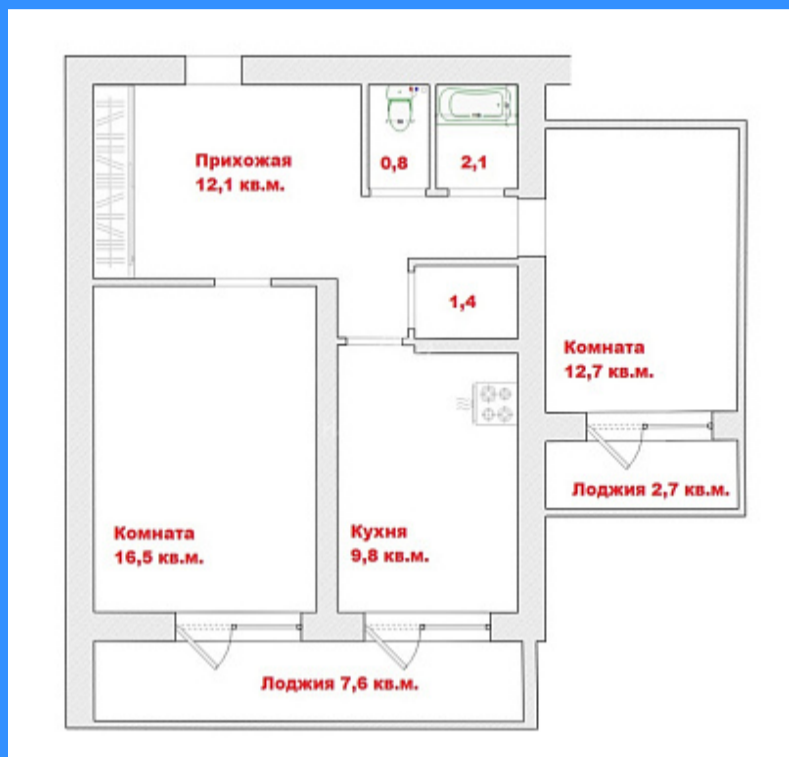 Прихожая
12,1 кв.м.
0,8
2,1
1,4
Комната
12,7 кв.м.
Лоджия 2,7 кв.м.
Комната
16,5 кв.м.
Кухня
9,8 кв.м.
Лоджия 7,6 кв.м.